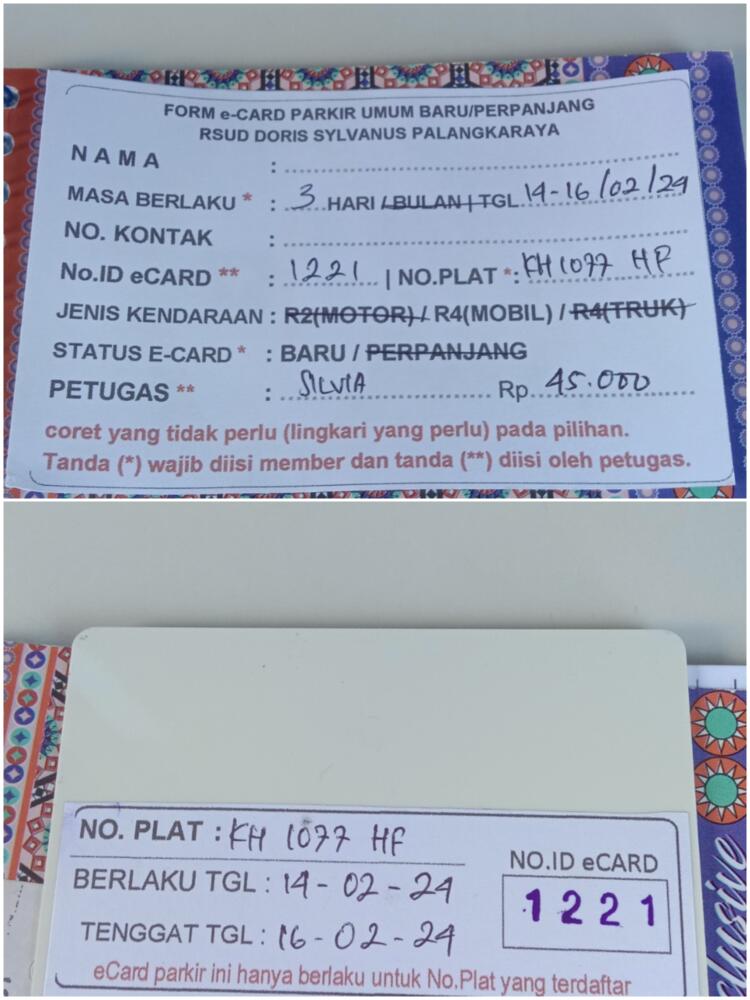 FORM e-CARD PARKIR UMUM BARU/PERPANJANG
RSUD DORIS SYLVANUS PALANGKARAYA
NAMA :
MASA BERLAKU * : 3 HARI / BULAN | TGL 14-16/02/24
NO. KONTAK :
No.ID eCARD ** : 1221 | NO.PLAT *: KH 1077 HF
JENIS KENDARAAN : R2(MOTOR) / R4(MOBIL) / R4(TRUK)
STATUS E-CARD * : BARU / PERPANJANG
PETUGAS ** : SILVIA Rp. 45.000
coret yang tidak perlu (lingkari yang perlu) pada pilihan.
Tanda (*) wajib diisi member dan tanda (**) diisi oleh petugas.
NO. PLAT : KH 1077 HF
BERLAKU TGL : 14-02-24
TENGGAT TGL : 16-02-24
NO.ID eCARD
1221
eCard parkir ini hanya berlaku untuk No.Plat yang terdaftar